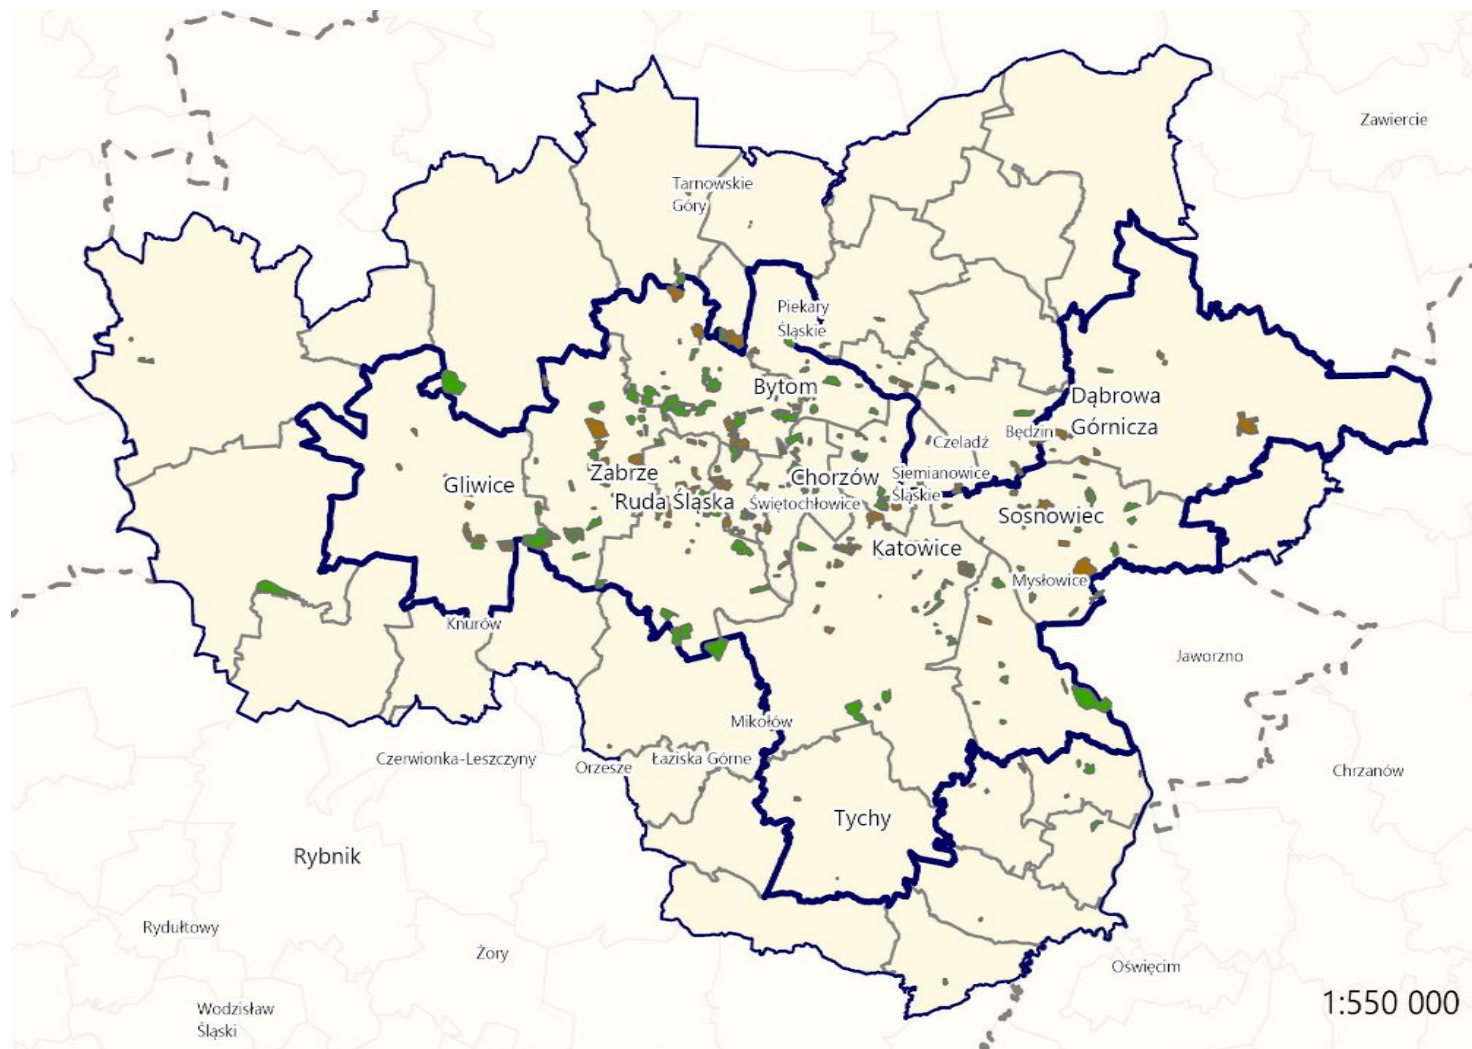 Zawiercie
Tarnowskie
Góry
Piekary
Śląskie
Bytom
Dąbrowa
Górnicza
Będzin
Czeladź
Zabrze
Gliwice
Chorzów
Siemianowice
Śląskie
Ruda Śląska
Świętochłowice
Sosnowiec
Katowice
Mysłowice
Knurów
Jaworzno
Mikołów
Czerwionka-Leszczyny
Orzesze
Łaziska Górne
Chrzanów
Tychy
Rybnik
Rydułtowy
Żory
Oświęcim
Wodzisław
Śląski
1:550 000